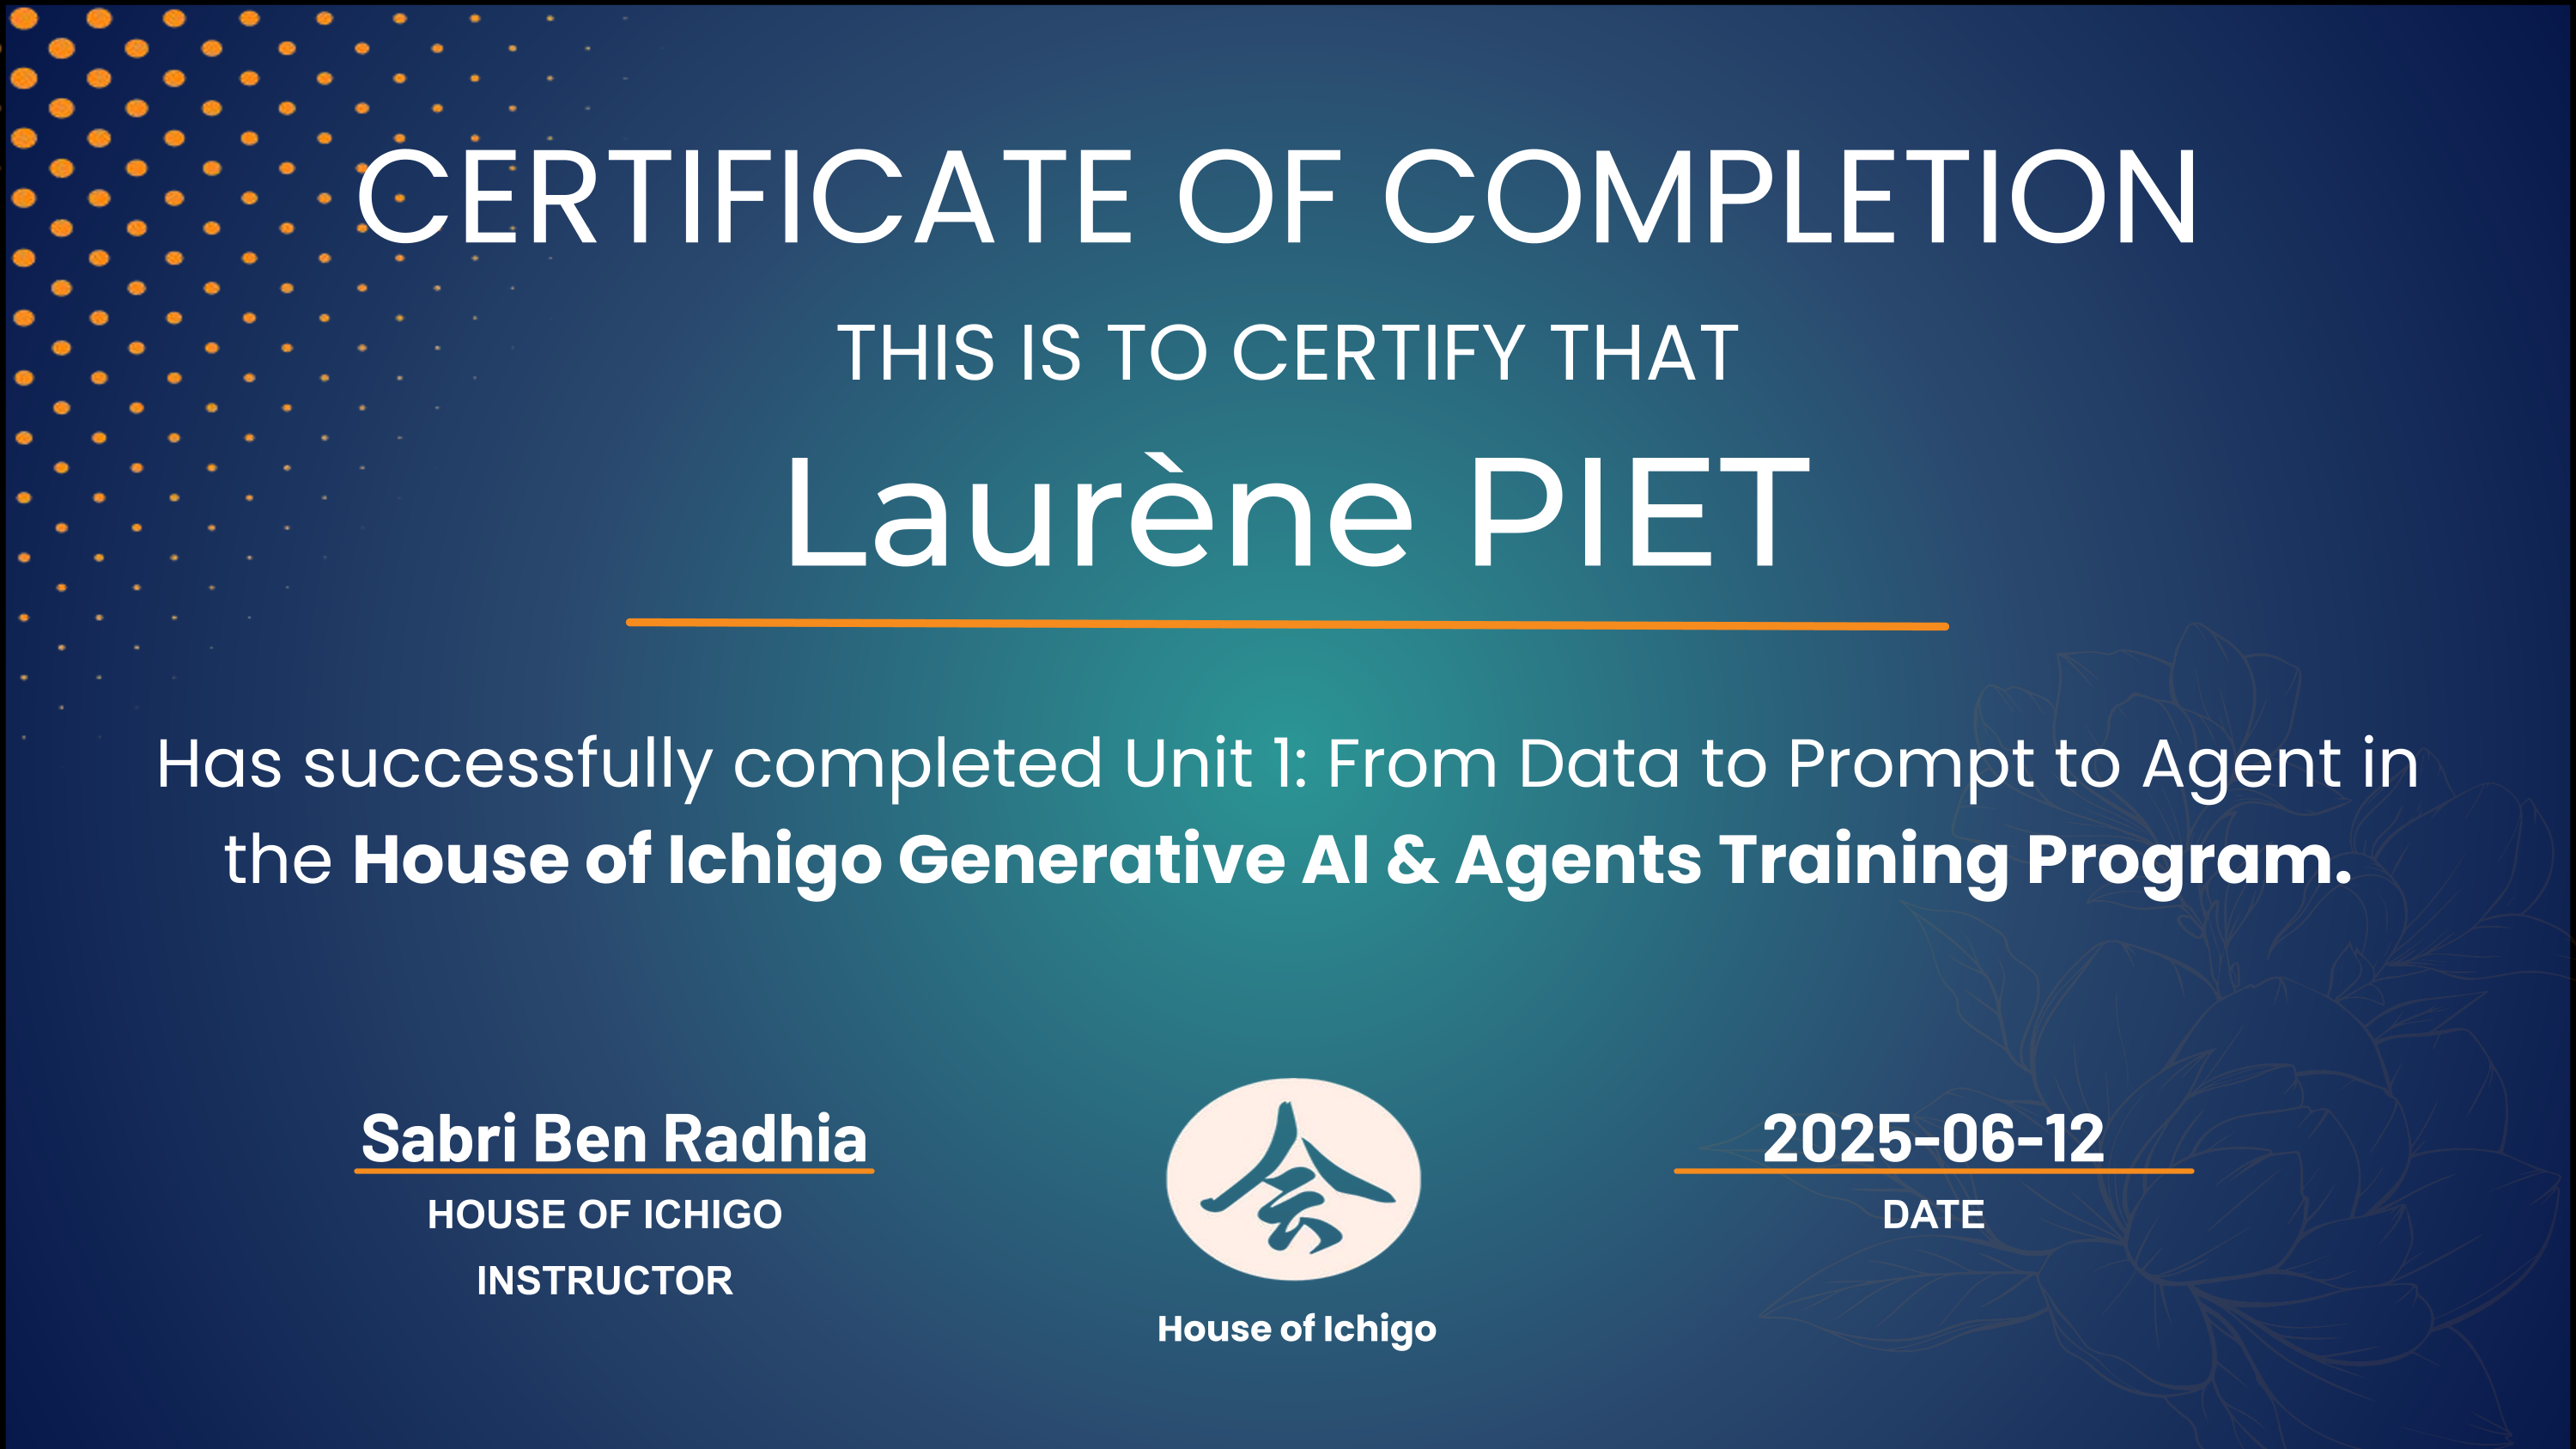 CERTIFICATE OF COMPLETION
THIS IS TO CERTIFY THAT
Laurène PIET
Has successfully completed Unit 1: From Data to Prompt to Agent in
the House of Ichigo Generative AI & Agents Training Program.
Sabri Ben Radhia
HOUSE OF ICHIGO
INSTRUCTOR
会
House of Ichigo
2025-06-12
DATE